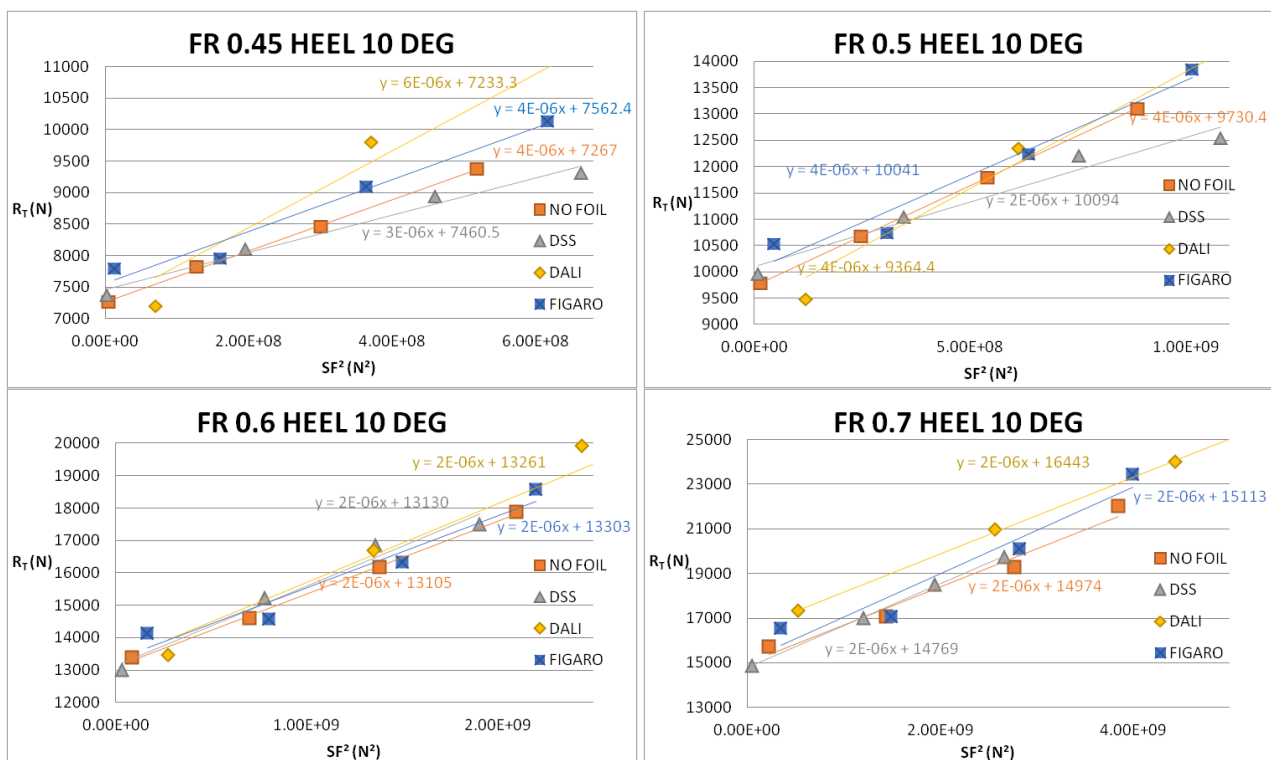 FR 0.45 HEEL 10 DEG
11000
10500
10000
9500
9000
8500
8000
7500
7000
R_T (N)
y = 6E-06x + 7233.3
y = 4E-06x + 7562.4
y = 4E-06x + 7267
y = 3E-06x + 7460.5
NO FOIL
DSS
DALI
FIGARO
0.00E+00 2.00E+08 4.00E+08 6.00E+08
SF² (N²)
FR 0.5 HEEL 10 DEG
14000
13500
13000
12500
12000
11500
11000
10500
10000
9500
9000
R_T (N)
y = 4E-06x + 9730.4
y = 4E-06x + 10041
y = 2E-06x + 10094
y = 4E-06x + 9364.4
NO FOIL
DSS
DALI
FIGARO
0.00E+00 5.00E+08 1.00E+09
SF² (N²)
FR 0.6 HEEL 10 DEG
20000
19000
18000
17000
16000
15000
14000
13000
12000
R_T (N)
y = 2E-06x + 13261
y = 2E-06x + 13130
y = 2E-06x + 13303
y = 2E-06x + 13105
NO FOIL
DSS
DALI
FIGARO
0.00E+00 1.00E+09 2.00E+09
SF² (N²)
FR 0.7 HEEL 10 DEG
25000
23000
21000
19000
17000
15000
13000
R_T (N)
y = 2E-06x + 16443
y = 2E-06x + 15113
y = 2E-06x + 14974
y = 2E-06x + 14769
NO FOIL
DSS
DALI
FIGARO
0.00E+00 2.00E+09 4.00E+09
SF² (N²)